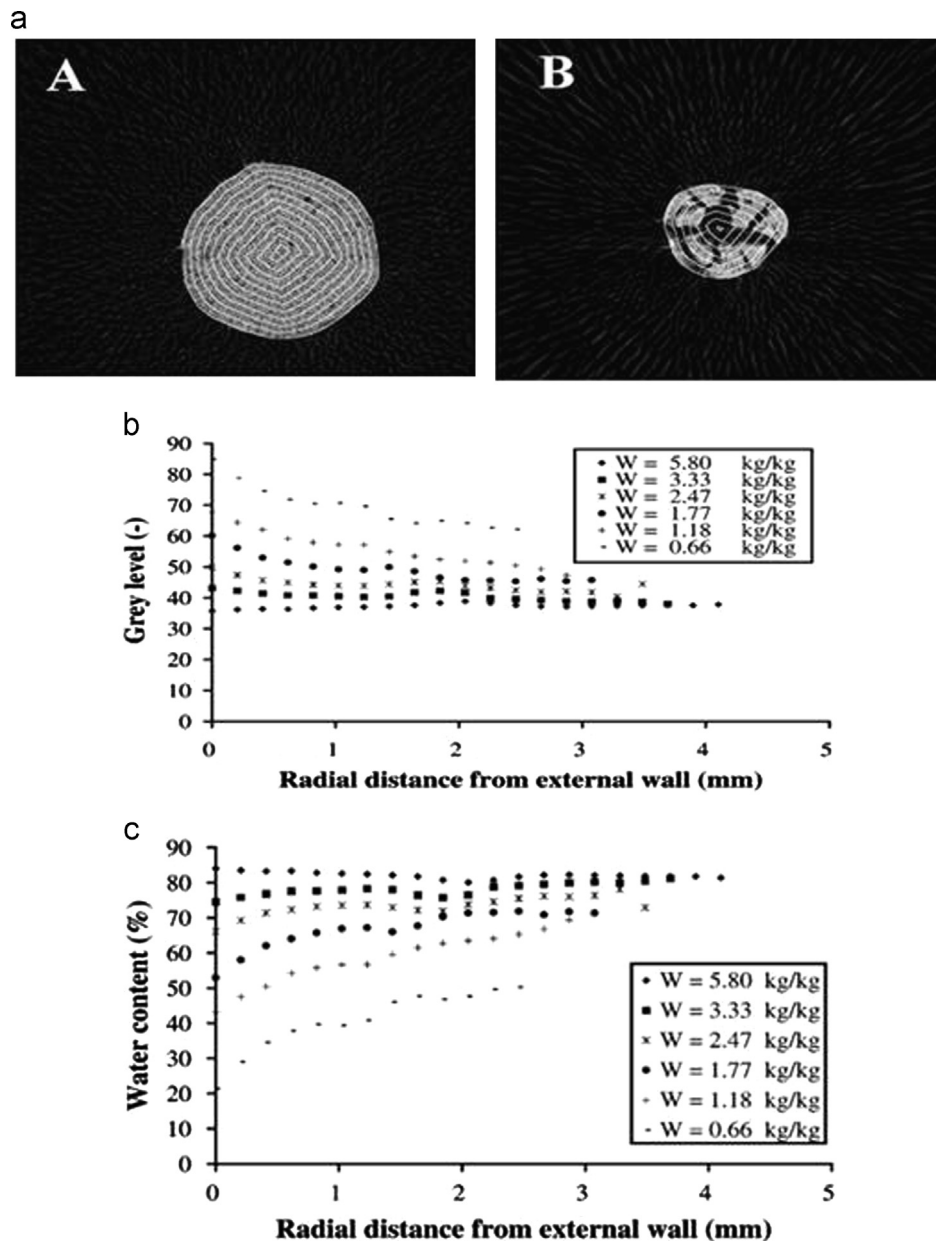 a
A
B
b
90
80
70
60
50
40
30
20
10
0
Grey level (-)
W = 5.80 kg/kg
W = 3.33 kg/kg
W = 2.47 kg/kg
W = 1.77 kg/kg
W = 1.18 kg/kg
W = 0.66 kg/kg
0 1 2 3 4 5
Radial distance from external wall (mm)
c
90
80
70
60
50
40
30
20
10
0
Water content (%)
W = 5.80 kg/kg
W = 3.33 kg/kg
W = 2.47 kg/kg
W = 1.77 kg/kg
W = 1.18 kg/kg
W = 0.66 kg/kg
0 1 2 3 4 5
Radial distance from external wall (mm)